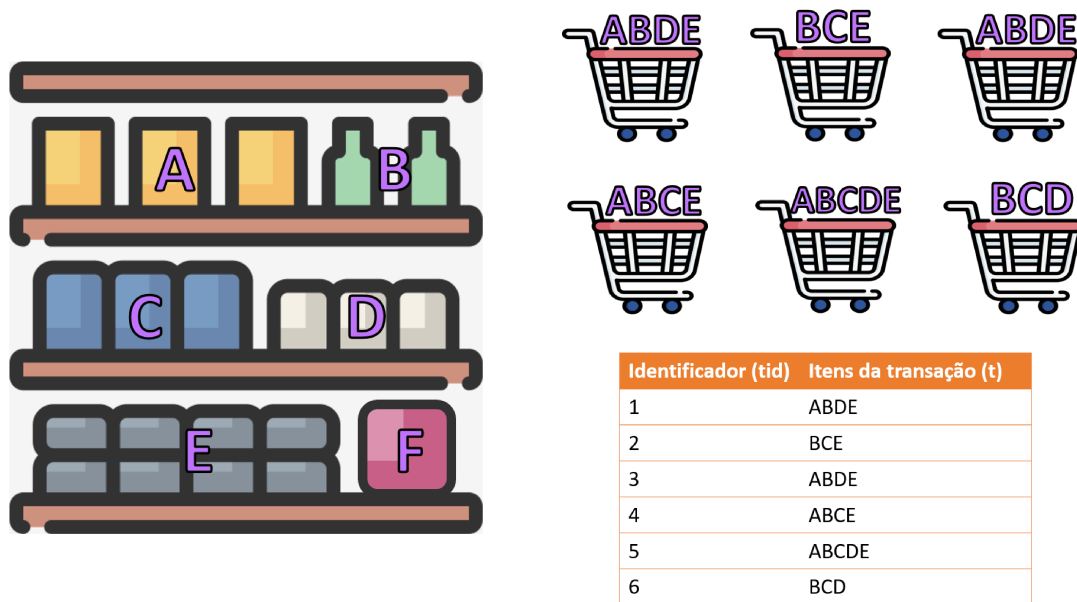 A B
C D
E F
ABDE BCE ABDE
ABCE ABCDE BCD
Identificador (tid) Itens da transação (t)
1 ABDE
2 BCE
3 ABDE
4 ABCE
5 ABCDE
6 BCD